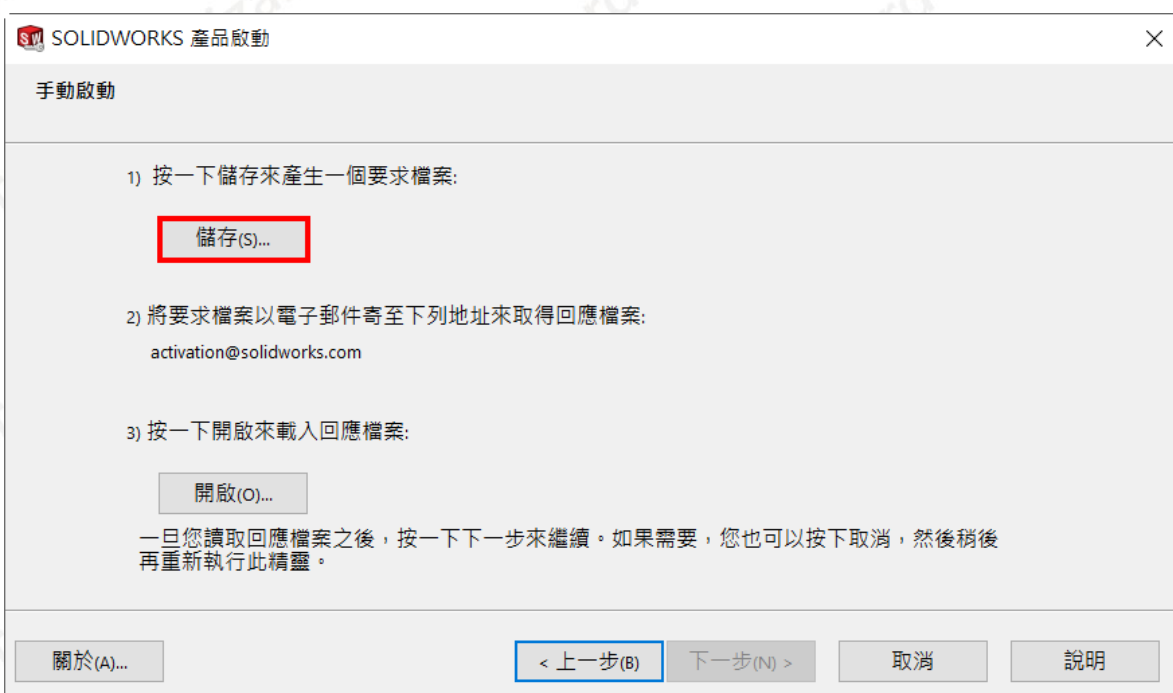 SOLIDWORKS 產品啟動
手動啟動
1) 按一下儲存來產生一個要求檔案:
儲存(S)...
2) 將要求檔案以電子郵件寄至下列地址來取得回應檔案:
activation@solidworks.com
3) 按一下開啟來載入回應檔案:
開啟(O)...
一旦您讀取回應檔案之後，按一下下一步來繼續。如果需要，您也可以按下取消，然後稍後
再重新執行此精靈。
關於(A)...
< 上一步(B)
下一步(N) >
取消
說明